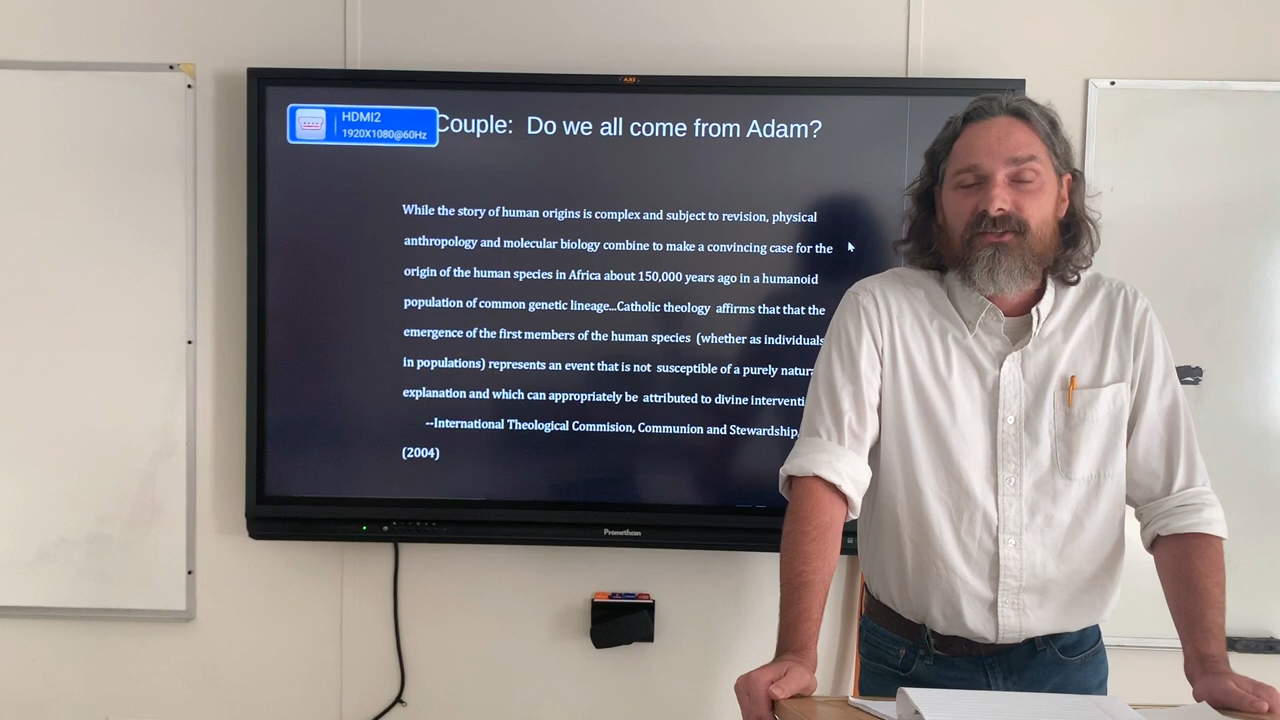 AXI
HDMI2
1920X1080@60Hz
Couple: Do we all come from Adam?
While the story of human origins is complex and subject to revision, physical
anthropology and molecular biology combine to make a convincing case for the
origin of the human species in Africa about 150,000 years ago in a humanoid
population of common genetic lineage...Catholic theology affirms that that the
emergence of the first members of the human species (whether as individuals
in populations) represents an event that is not susceptible of a purely natur
explanation and which can appropriately be attributed to divine interventi
--International Theological Commision, Communion and Stewardship,
(2004)
Promethean